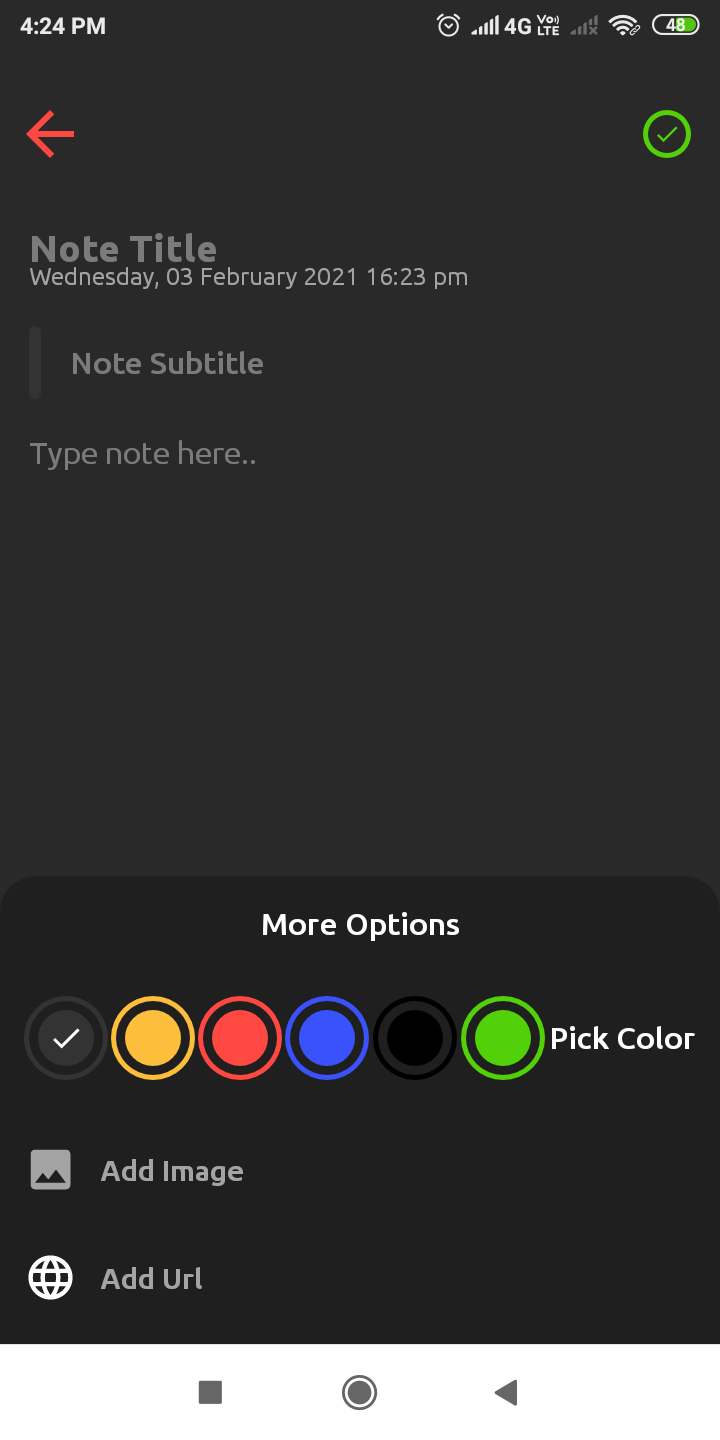 4:24 PM 4G Vo)) LTE 48
Note Title
Wednesday, 03 February 2021 16:23 pm
Note Subtitle
Type note here..
More Options
Pick Color
Add Image
Add Url